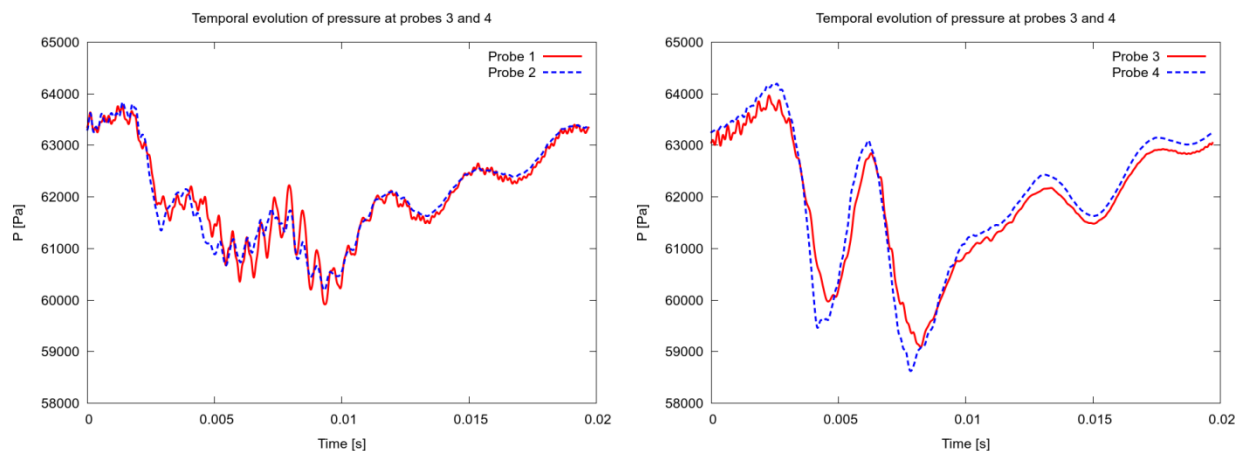 Temporal evolution of pressure at probes 3 and 4
65000
64000
63000
62000
61000
60000
59000
58000
P [Pa]
Probe 1
Probe 2
0
0.005
0.01
0.015
0.02
Time [s]
Temporal evolution of pressure at probes 3 and 4
65000
64000
63000
62000
61000
60000
59000
58000
P [Pa]
Probe 3
Probe 4
0
0.005
0.01
0.015
0.02
Time [s]